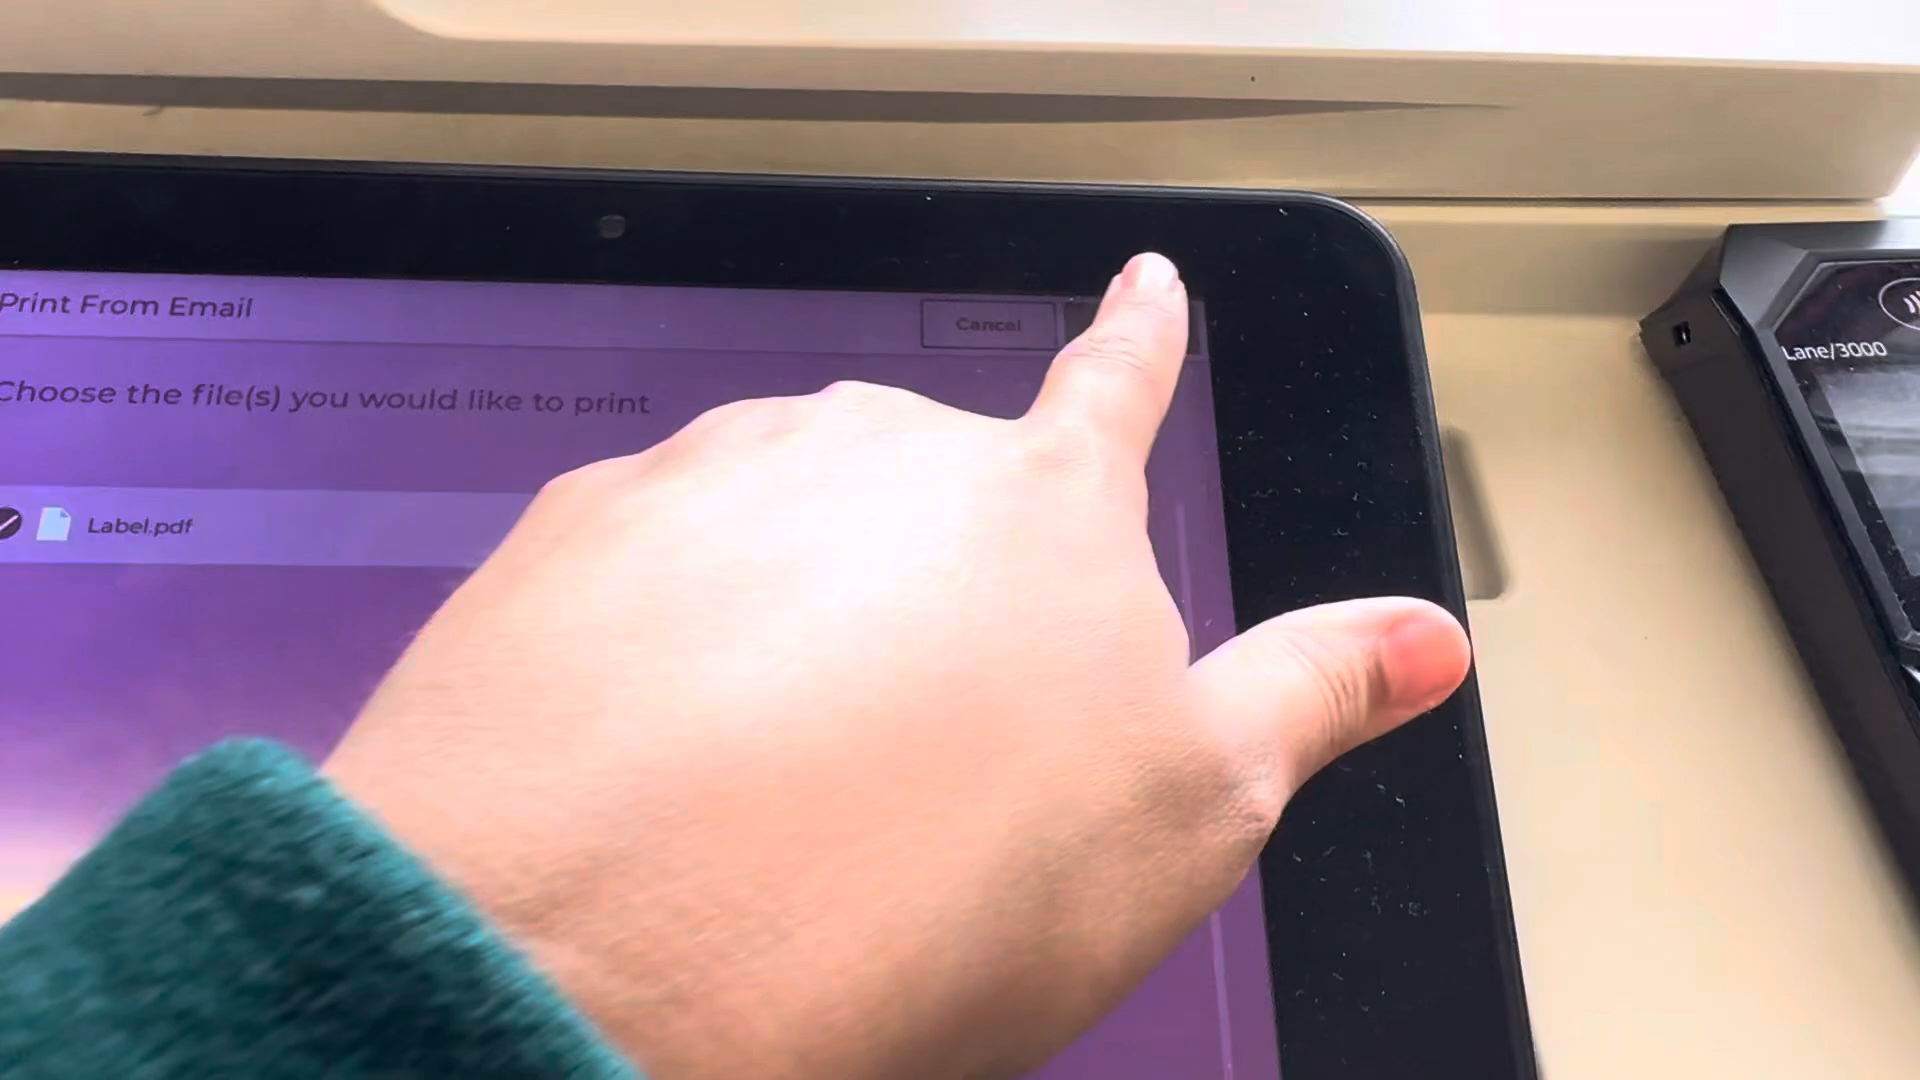 Print From Email
Cancel
Choose the file(s) you would like to print
Label.pdf
Lane/3000